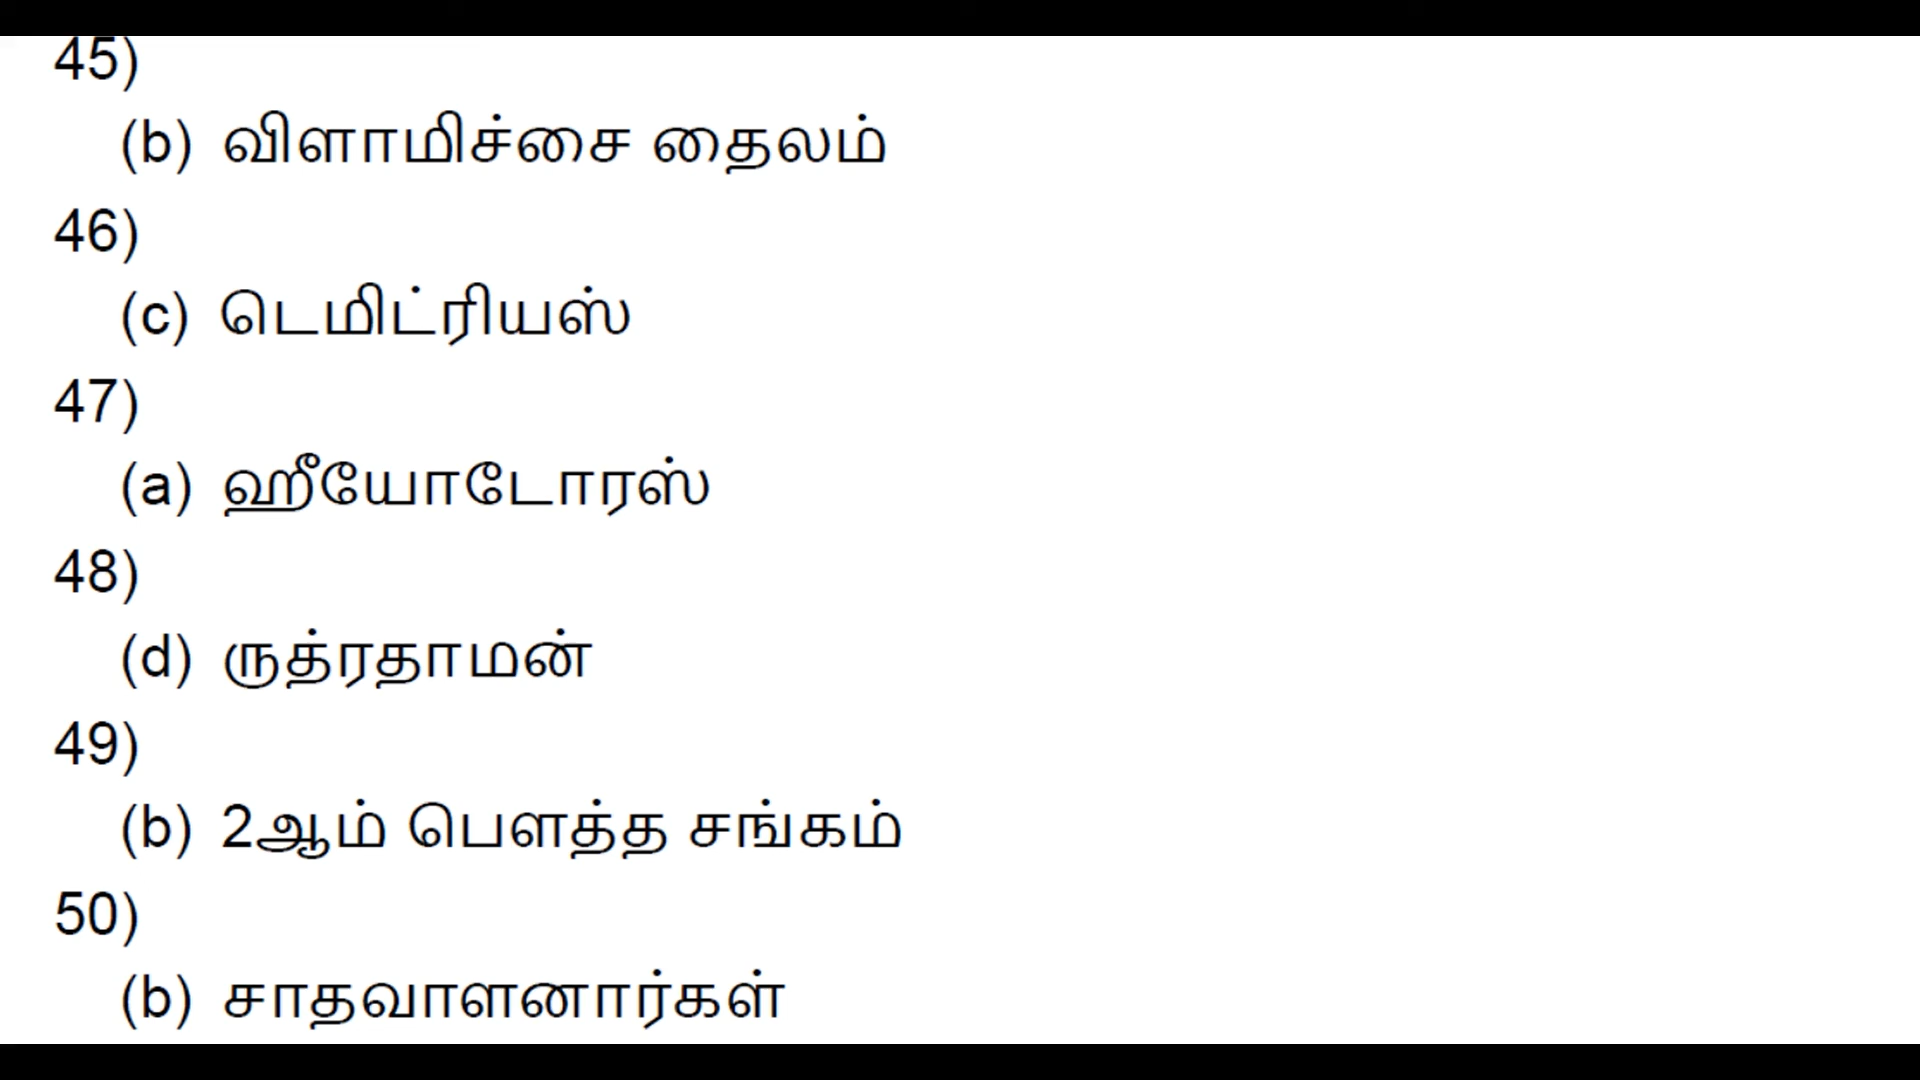 45)
(b) விளாமிச்சை தைலம்
46)
(c) டெமிட்ரியஸ்
47)
(a) ஹீயோடோரஸ்
48)
(d) ருத்ரதாமன்
49)
(b) 2ஆம் பௌத்த சங்கம்
50)
(b) சாதவாளனார்கள்